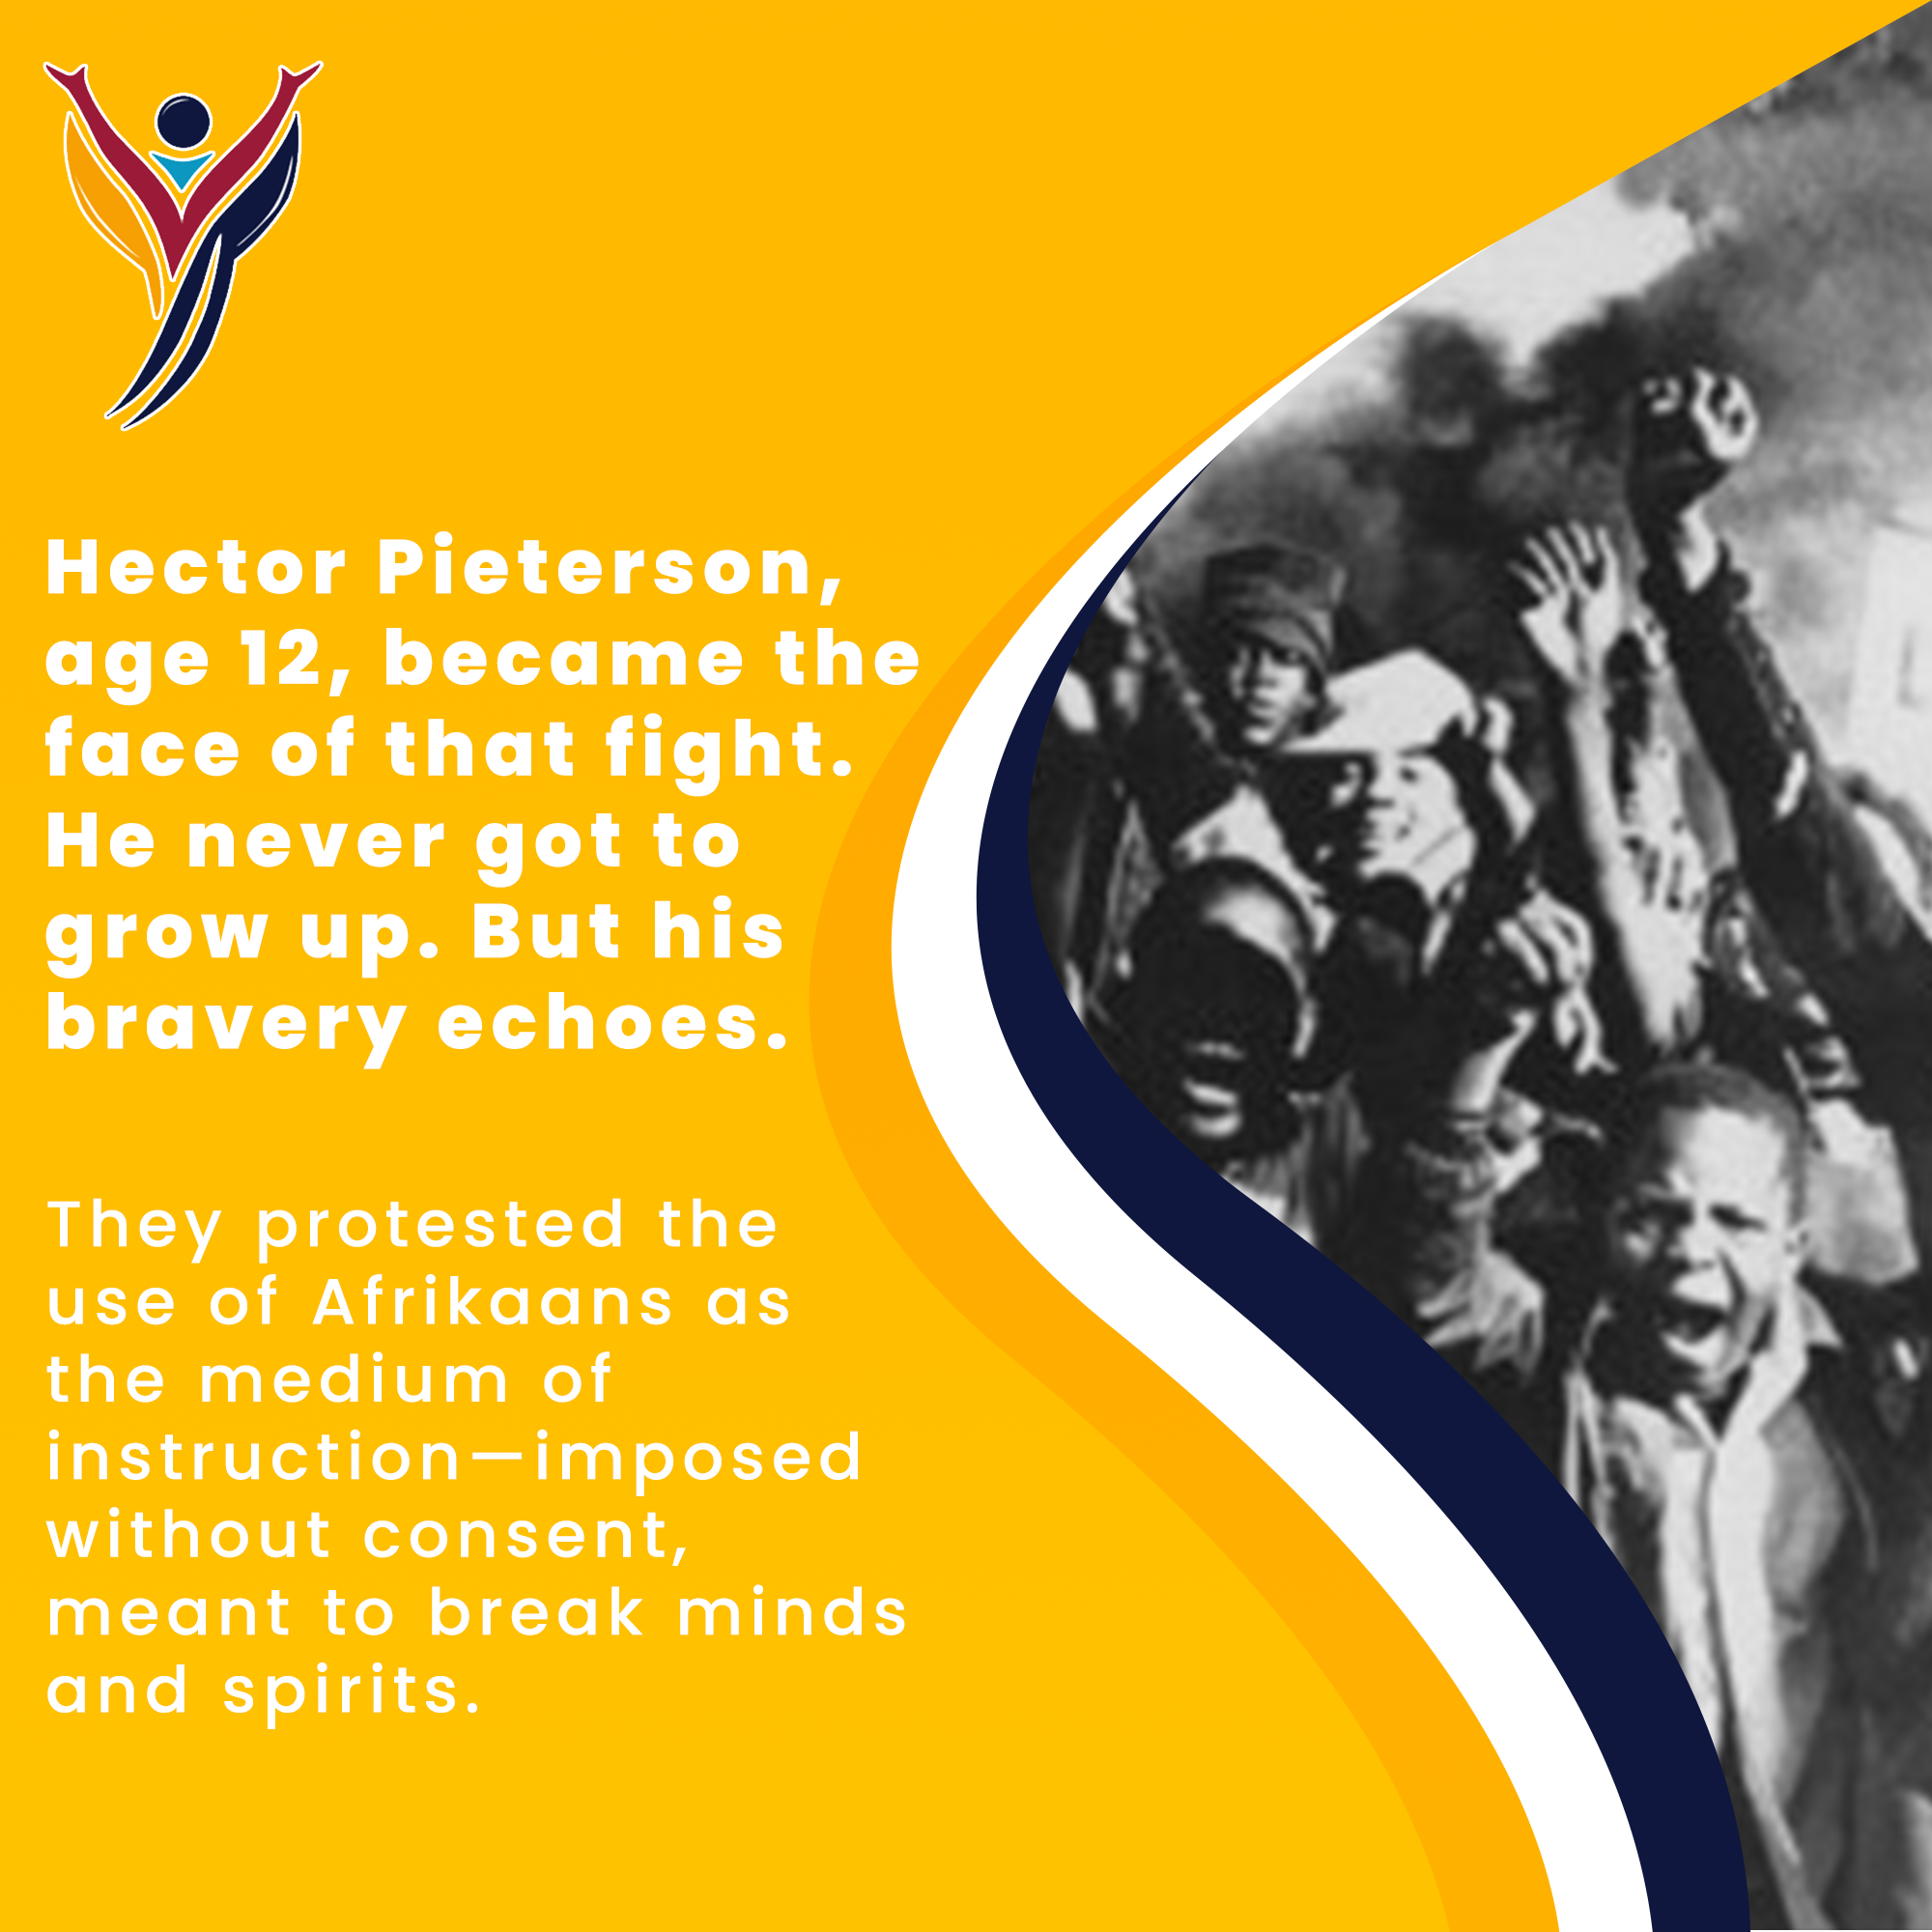 Hector Pieterson,
age 12, became the
face of that fight.
He never got to
grow up. But his
bravery echoes.
They protested the
use of Afrikaans as
the medium of
instruction—imposed
without consent,
meant to break minds
and spirits.